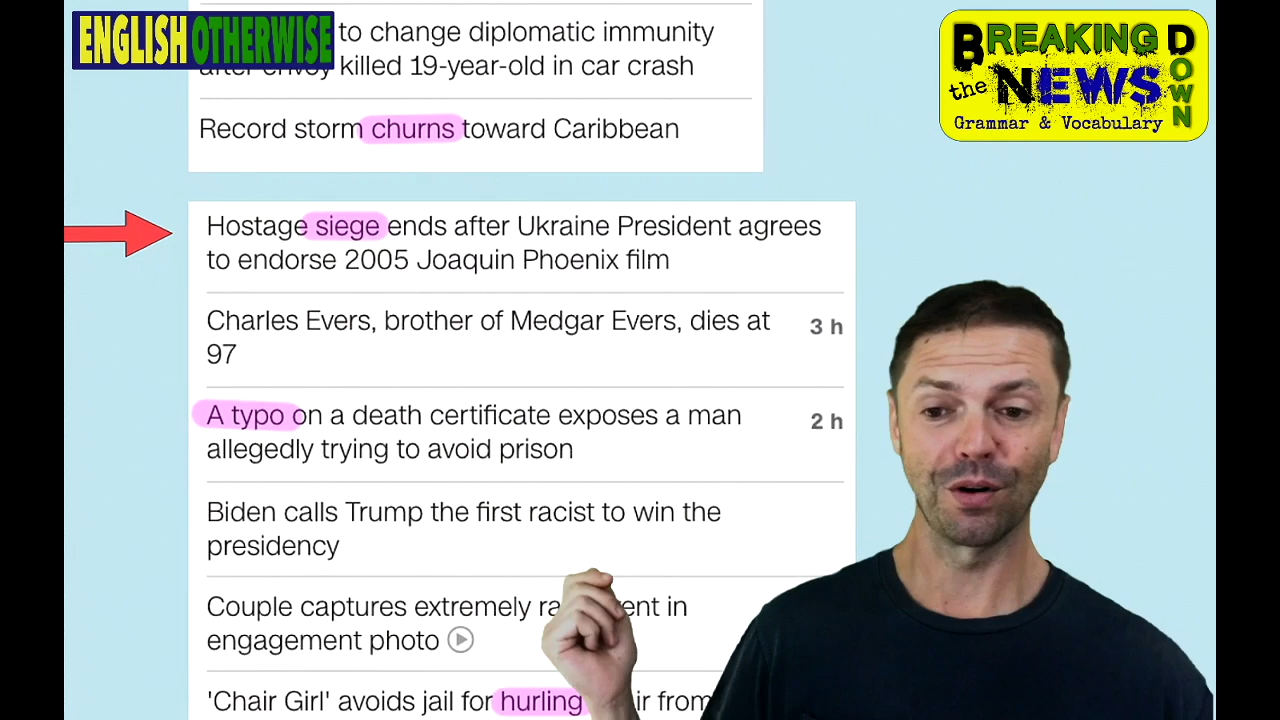 ENGLISH OTHERWISE
BREAKING DOWN
the NEWS
Grammar & Vocabulary
to change diplomatic immunity
after envoy killed 19-year-old in car crash
Record storm churns toward Caribbean
Hostage siege ends after Ukraine President agrees
to endorse 2005 Joaquin Phoenix film
Charles Evers, brother of Medgar Evers, dies at
97
3 h
A typo on a death certificate exposes a man
allegedly trying to avoid prison
2 h
Biden calls Trump the first racist to win the
presidency
Couple captures extremely in
engagement photo
'Chair Girl' avoids jail for hurling from